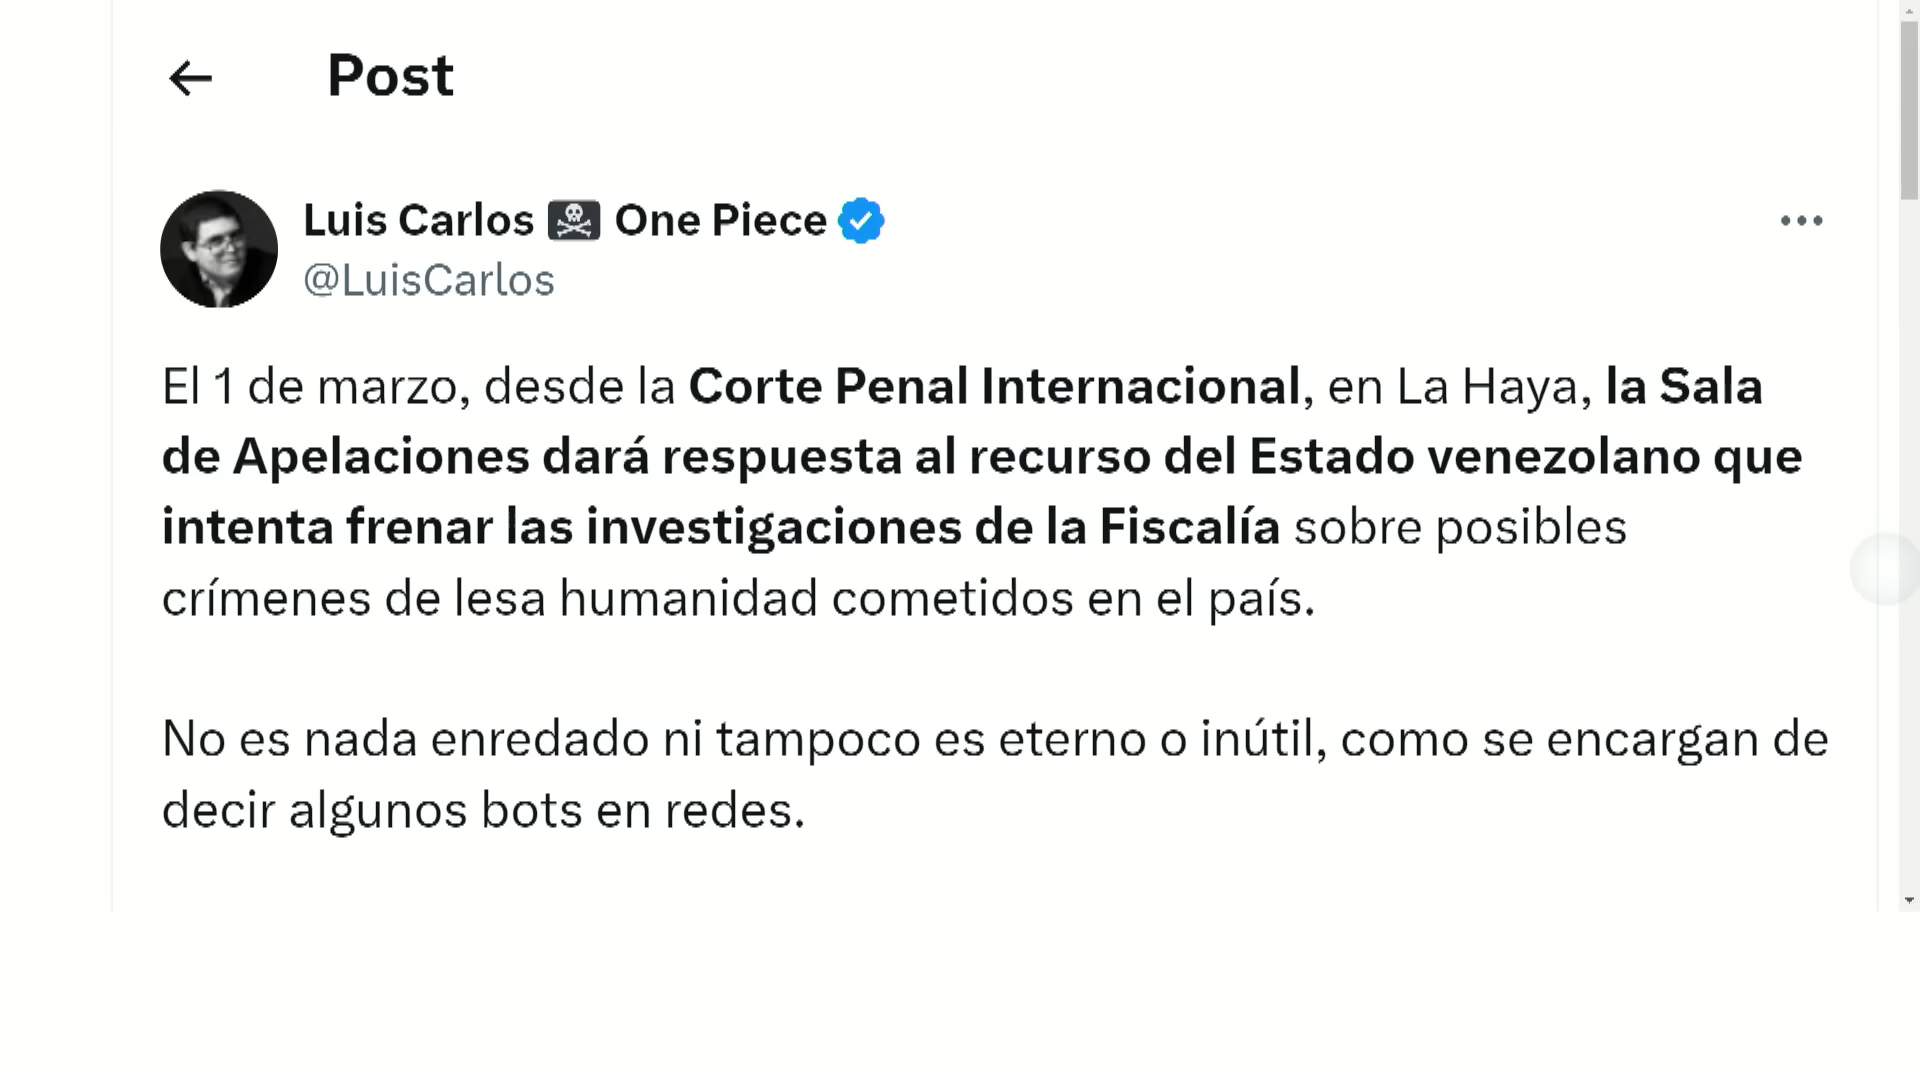 Post
Luis Carlos ☠ One Piece
@LuisCarlos
El 1 de marzo, desde la Corte Penal Internacional, en La Haya, la Sala
de Apelaciones dará respuesta al recurso del Estado venezolano que
intenta frenar las investigaciones de la Fiscalía sobre posibles
crímenes de lesa humanidad cometidos en el país.
No es nada enredado ni tampoco es eterno o inútil, como se encargan de
decir algunos bots en redes.